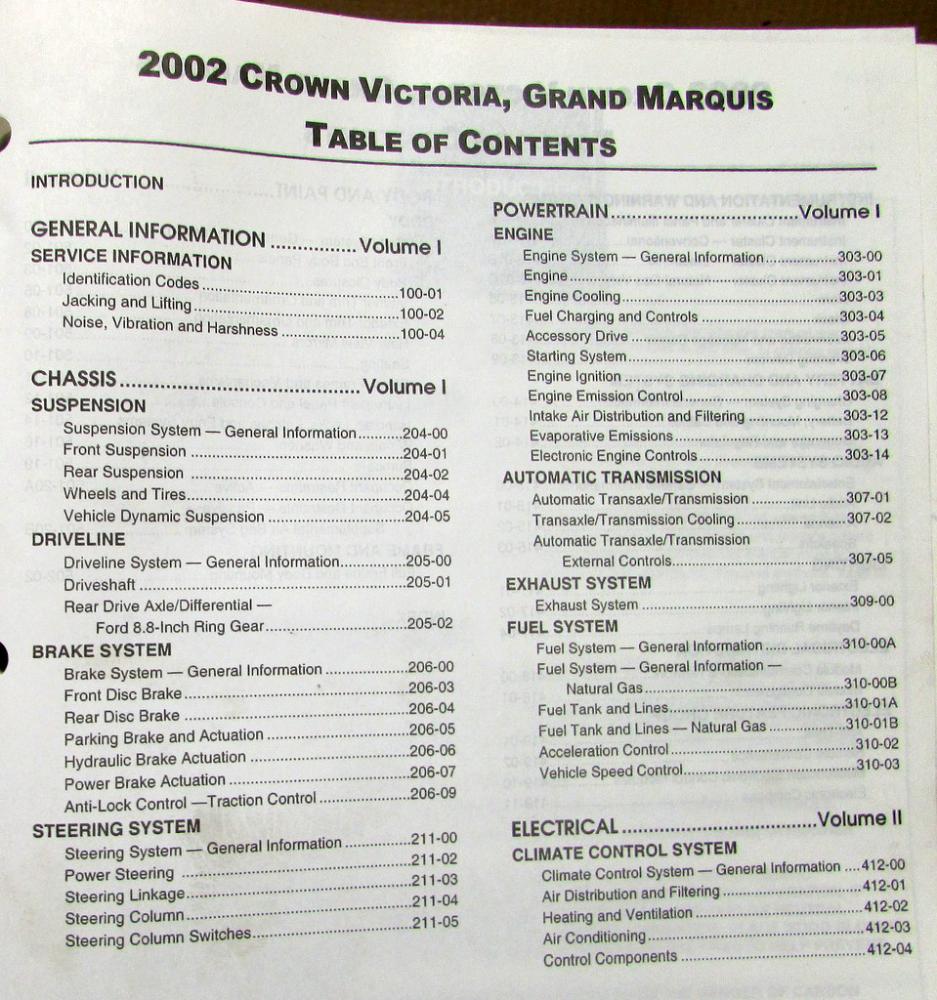 2002 CROWN VICTORIA, GRAND MARQUIS
TABLE OF CONTENTS
INTRODUCTION
GENERAL INFORMATION .............Volume I
SERVICE INFORMATION
Identification Codes ..................................................100-01
Jacking and Lifting.....................................................100-02
Noise, Vibration and Harshness ..............................100-04
CHASSIS....................................Volume I
SUSPENSION
Suspension System — General Information...........204-00
Front Suspension .....................................................204-01
Rear Suspension ......................................................204-02
Wheels and Tires......................................................204-04
Vehicle Dynamic Suspension ..................................204-05
DRIVELINE
Driveline System — General Information................205-00
Driveshaft .................................................................205-01
Rear Drive Axle/Differential —
Ford 8.8-Inch Ring Gear...................................205-02
BRAKE SYSTEM
Brake System — General Information ....................206-00
Front Disc Brake.......................................................206-03
Rear Disc Brake .......................................................206-04
Parking Brake and Actuation ...................................206-05
Hydraulic Brake Actuation .......................................206-06
Power Brake Actuation ............................................206-07
Anti-Lock Control —Traction Control ......................206-09
STEERING SYSTEM
Steering System — General Information ................211-00
Power Steering ........................................................211-02
Steering Linkage.......................................................211-03
Steering Column.......................................................211-04
Steering Column Switches.......................................211-05
POWERTRAIN............................Volume I
ENGINE
Engine System — General Information..................303-00
Engine.......................................................................303-01
Engine Cooling..........................................................303-03
Fuel Charging and Controls ....................................303-04
Accessory Drive .......................................................303-05
Starting System........................................................303-06
Engine Ignition..........................................................303-07
Engine Emission Control .........................................303-08
Intake Air Distribution and Filtering .........................303-12
Evaporative Emissions ............................................303-13
Electronic Engine Controls......................................303-14
AUTOMATIC TRANSMISSION
Automatic Transaxle/Transmission .........................307-01
Transaxle/Transmission Cooling.............................307-02
Automatic Transaxle/Transmission
External Controls..............................................307-05
EXHAUST SYSTEM
Exhaust System .......................................................309-00
FUEL SYSTEM
Fuel System — General Information .....................310-00A
Fuel System — General Information —
Natural Gas.....................................................310-00B
Fuel Tank and Lines...............................................310-01A
Fuel Tank and Lines — Natural Gas .....................310-01B
Acceleration Control .................................................310-02
Vehicle Speed Control..............................................310-03
ELECTRICAL...............................Volume II
CLIMATE CONTROL SYSTEM
Climate Control System — General Information ....412-00
Air Distribution and Filtering ....................................412-01
Heating and Ventilation ............................................412-02
Air Conditioning........................................................412-03
Control Components ................................................412-04